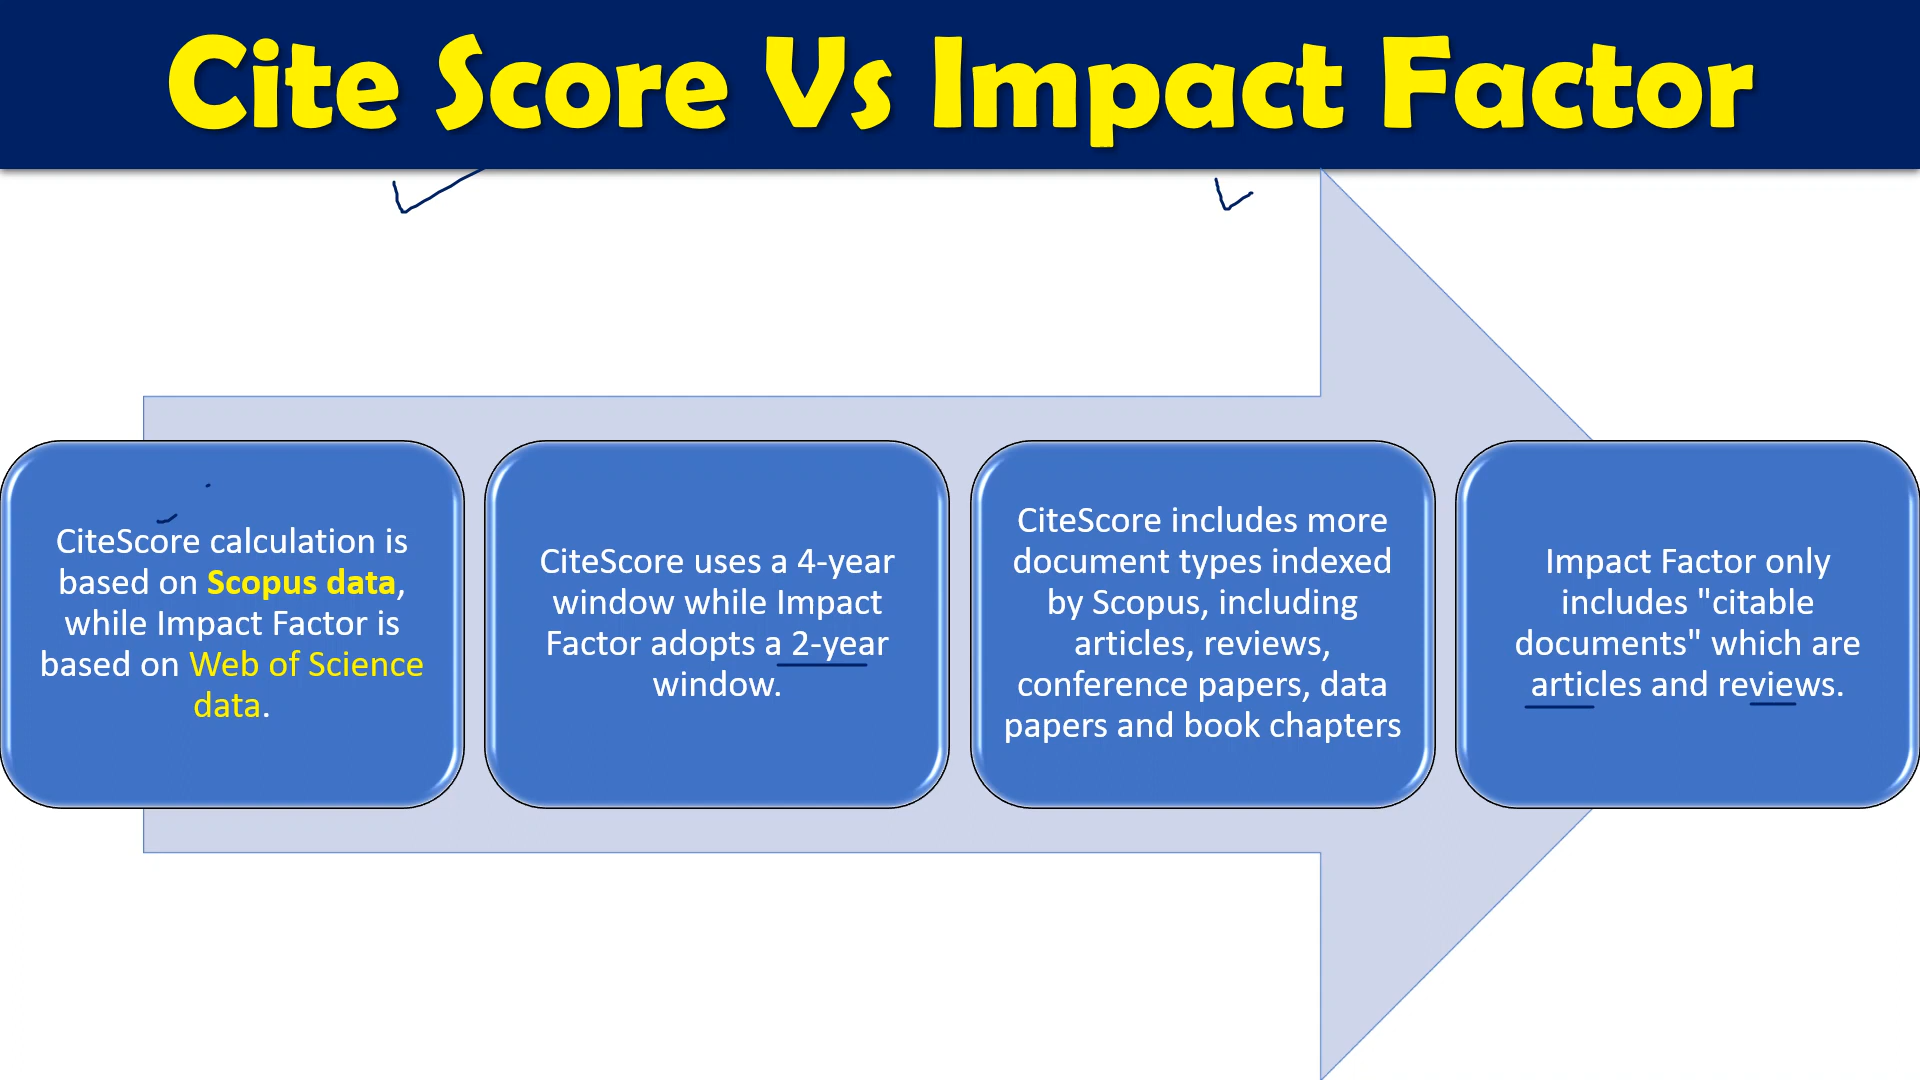 Cite Score Vs Impact Factor
CiteScore calculation is
based on Scopus data,
while Impact Factor is
based on Web of Science
data.
CiteScore uses a 4-year
window while Impact
Factor adopts a 2-year
window.
CiteScore includes more
document types indexed
by Scopus, including
articles, reviews,
conference papers, data
papers and book chapters
Impact Factor only
includes "citable
documents" which are
articles and reviews.